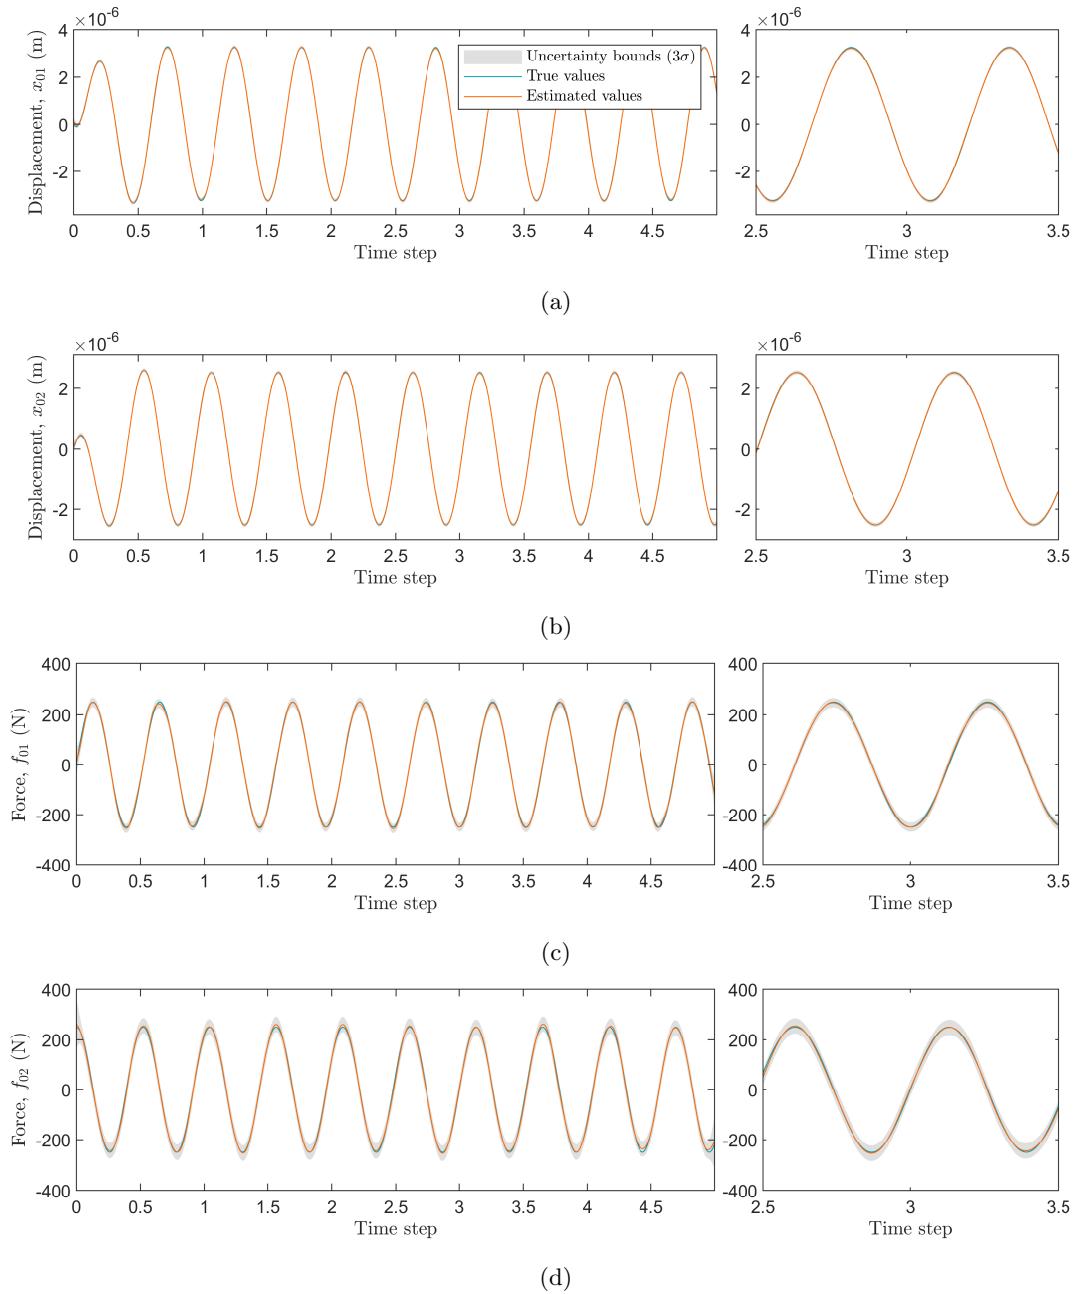 ×10⁻⁶
×10⁻⁶
4
2
0
-2
Displacement, x₀₁ (m)
Uncertainty bounds (3σ)
True values
Estimated values
4
2
0
-2
0 0.5 1 1.5 2 2.5 3 3.5 4 4.5
2.5 3 3.5
Time step
Time step
(a)
×10⁻⁶
×10⁻⁶
2
0
-2
Displacement, x₀₂ (m)
2
0
-2
0 0.5 1 1.5 2 2.5 3 3.5 4 4.5
2.5 3 3.5
Time step
Time step
(b)
400
200
0
-200
-400
Force, f₀₁ (N)
400
200
0
-200
-400
0 0.5 1 1.5 2 2.5 3 3.5 4 4.5
2.5 3 3.5
Time step
Time step
(c)
400
200
0
-200
-400
Force, f₀₂ (N)
400
200
0
-200
-400
0 0.5 1 1.5 2 2.5 3 3.5 4 4.5
2.5 3 3.5
Time step
Time step
(d)